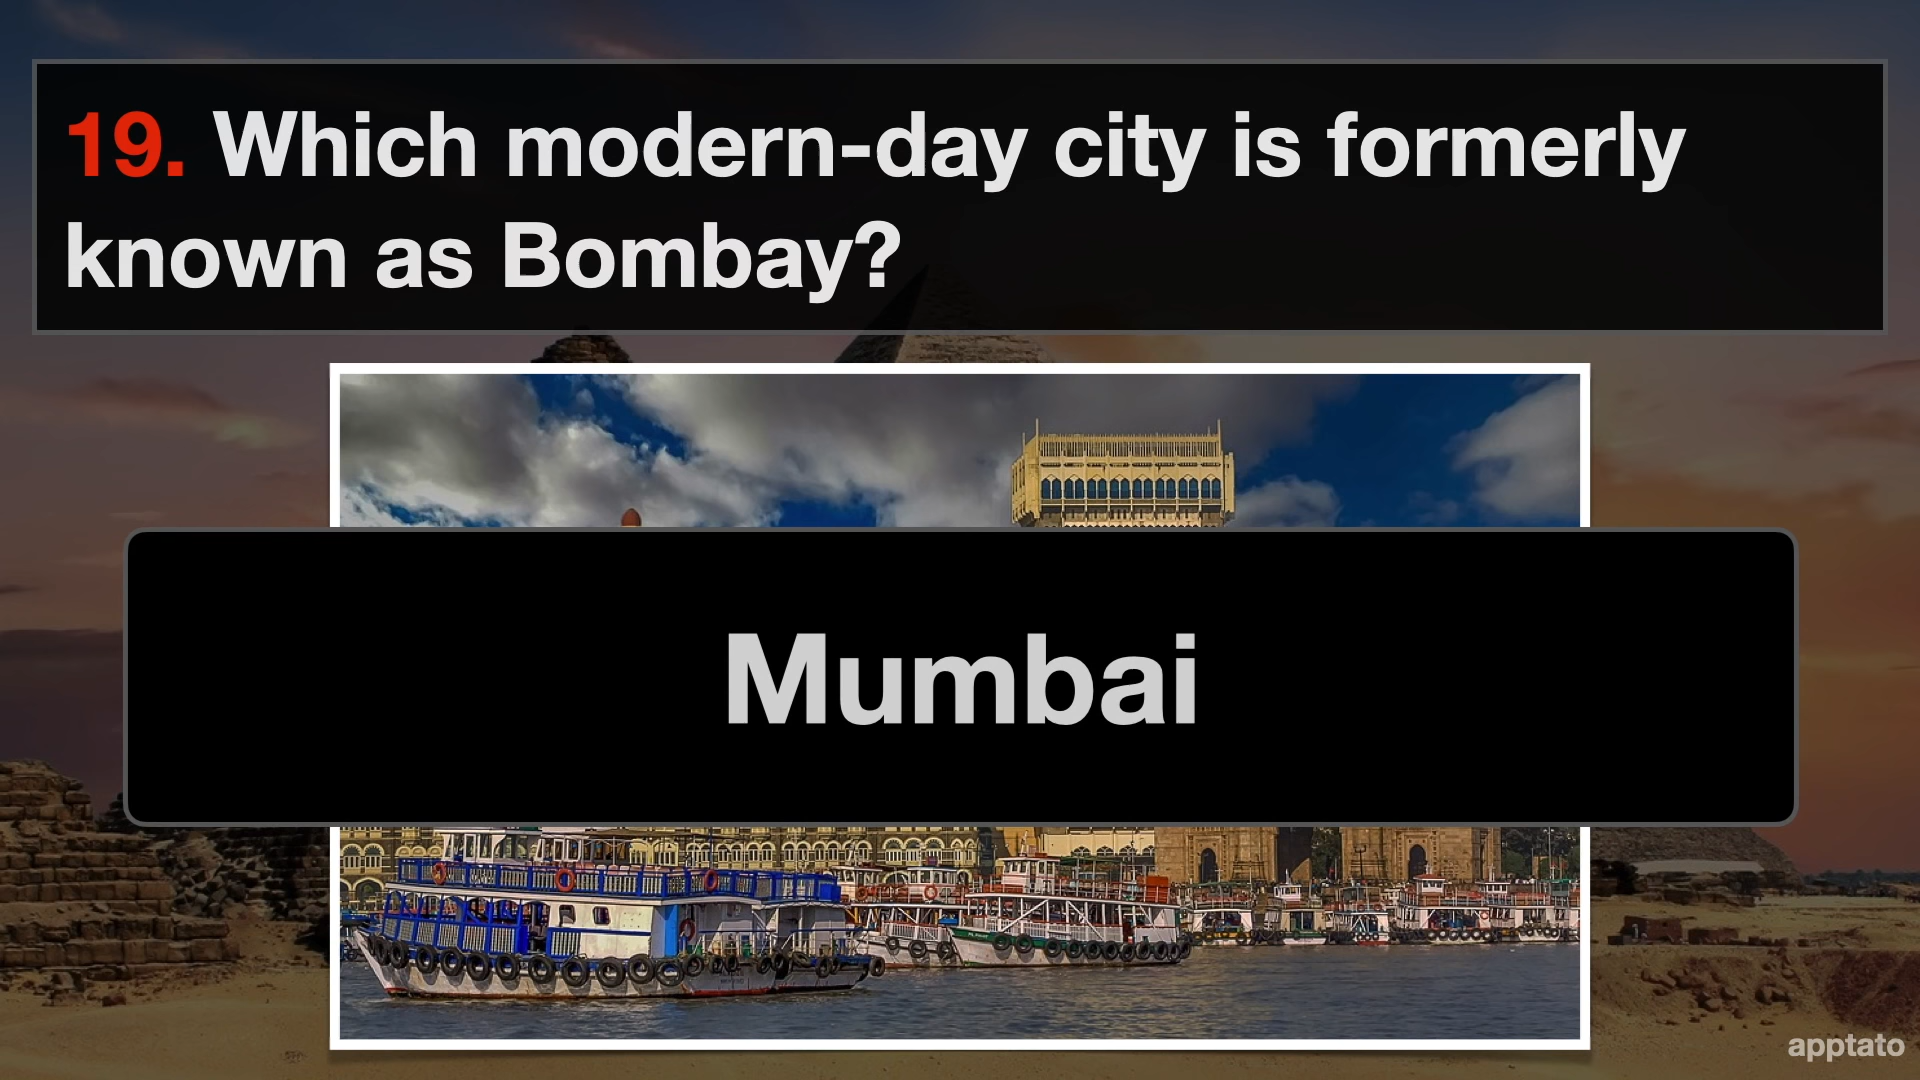 19. Which modern-day city is formerly
known as Bombay?
Mumbai
apptato